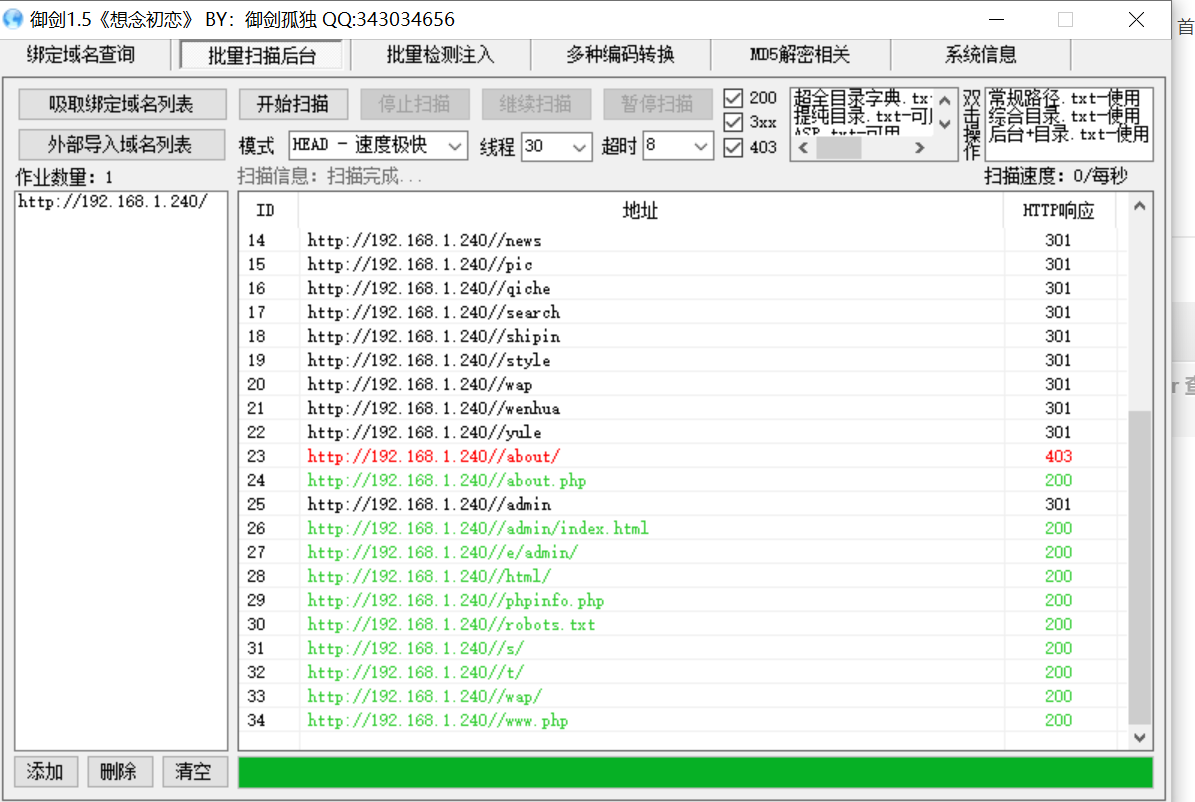 御剑1.5《想念初恋》 BY：御剑孤独 QQ:343034656
首
绑定域名查询 批量扫描后台 批量检测注入 多种编码转换 MD5解密相关 系统信息
吸取绑定域名列表 开始扫描 停止扫描 继续扫描 暂停扫描 200
外部导入域名列表 模式 HEAD - 速度极快 线程 30 超时 8 3xx
403
超全目录字典.tx
提纯目录.txt-可
ASP.txt-可用
双击操作
常规路径.txt-使用
综合目录.txt-使用
后台+目录.txt-使用
作业数量：1 扫描信息：扫描完成... 扫描速度：0/每秒
http://192.168.1.240/
ID 地址 HTTP响应
14 http://192.168.1.240//news 301
15 http://192.168.1.240//pic 301
16 http://192.168.1.240//qiche 301
17 http://192.168.1.240//search 301
18 http://192.168.1.240//shipin 301
19 http://192.168.1.240//style 301
20 http://192.168.1.240//wap 301
21 http://192.168.1.240//wenhua 301
22 http://192.168.1.240//yule 301
23 http://192.168.1.240//about/ 403
24 http://192.168.1.240//about.php 200
25 http://192.168.1.240//admin 301
26 http://192.168.1.240//admin/index.html 200
27 http://192.168.1.240//e/admin/ 200
28 http://192.168.1.240//html/ 200
29 http://192.168.1.240//phpinfo.php 200
30 http://192.168.1.240//robots.txt 200
31 http://192.168.1.240//s/ 200
32 http://192.168.1.240//t/ 200
33 http://192.168.1.240//wap/ 200
34 http://192.168.1.240//www.php 200
r 查
添加 删除 清空